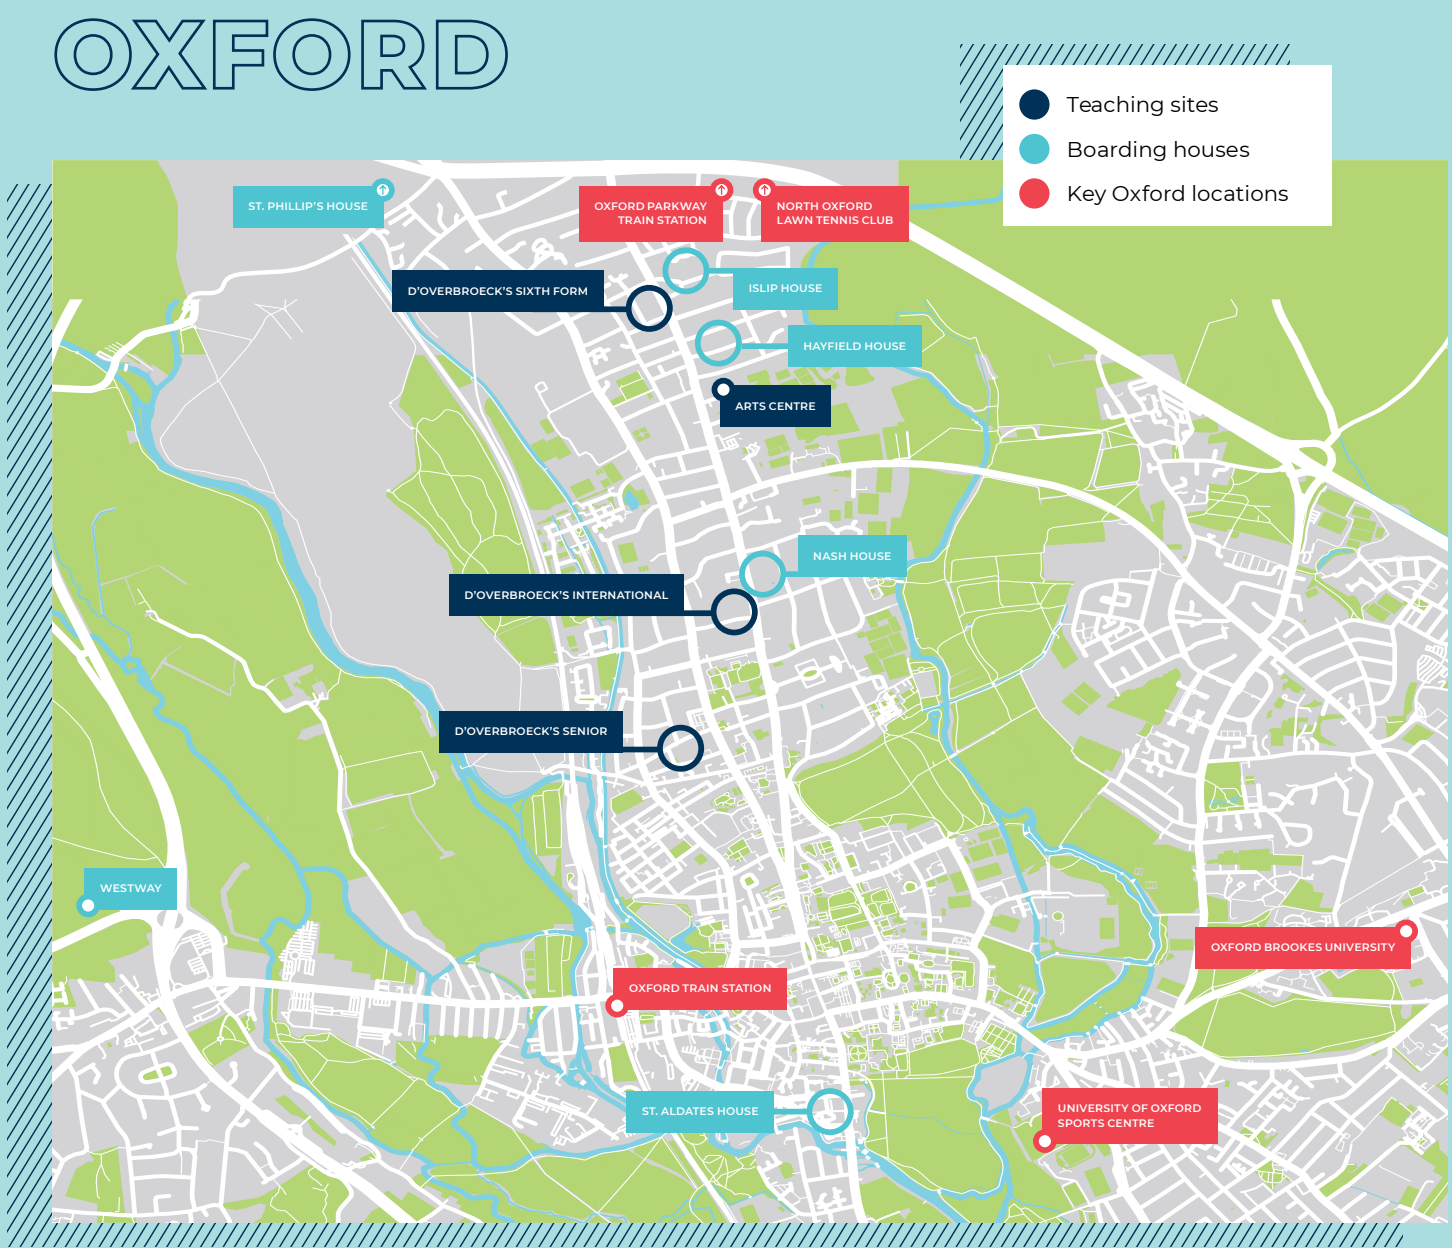 OXFORD
Teaching sites
Boarding houses
Key Oxford locations
ST. PHILLIP'S HOUSE
OXFORD PARKWAY
TRAIN STATION
NORTH OXFORD
LAWN TENNIS CLUB
D'OVERBROECK'S SIXTH FORM
ISLIP HOUSE
HAYFIELD HOUSE
ARTS CENTRE
NASH HOUSE
D'OVERBROECK'S INTERNATIONAL
D'OVERBROECK'S SENIOR
WESTWAY
OXFORD BROOKES UNIVERSITY
OXFORD TRAIN STATION
ST. ALDATES HOUSE
UNIVERSITY OF OXFORD
SPORTS CENTRE